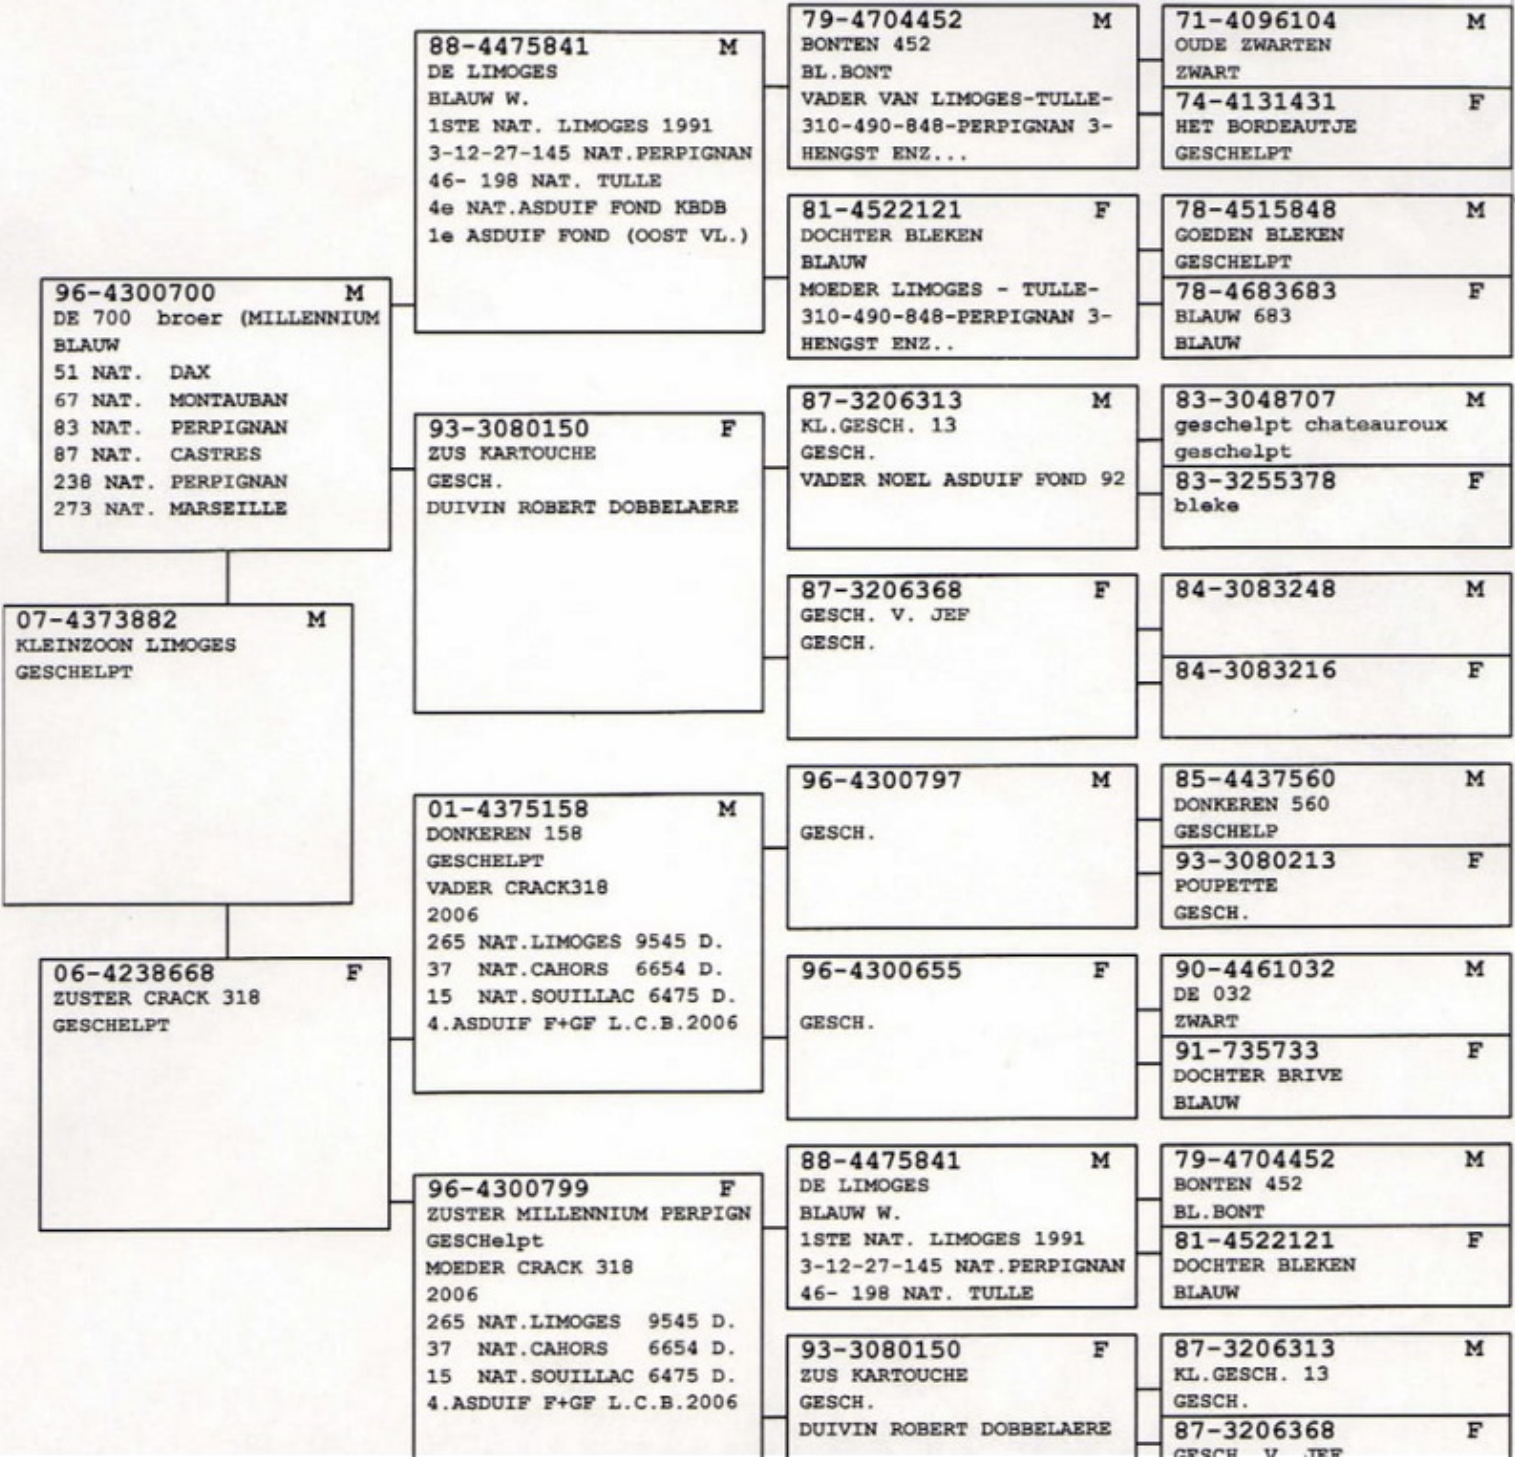 96-4300700 M
DE 700 broer (MILLENNIUM
BLAUW
51 NAT. DAX
67 NAT. MONTAUBAN
83 NAT. PERPIGNAN
87 NAT. CASTRES
238 NAT. PERPIGNAN
273 NAT. MARSEILLE
07-4373882 M
KLEINZOON LIMOGES
GESCHELPT
06-4238668 F
ZUSTER CRACK 318
GESCHELPT
88-4475841 M
DE LIMOGES
BLAUW W.
1STE NAT. LIMOGES 1991
3-12-27-145 NAT.PERPIGNAN
46- 198 NAT. TULLE
4e NAT.ASDUIF FOND KBDB
1e ASDUIF FOND (OOST VL.)
93-3080150 F
ZUS KARTOUCHE
GESCH.
DUIVIN ROBERT DOBBELAERE
01-4375158 M
DONKEREN 158
GESCHELPT
VADER CRACK318
2006
265 NAT.LIMOGES 9545 D.
37 NAT.CAHORS 6654 D.
15 NAT.SOUILLAC 6475 D.
4.ASDUIF F+GF L.C.B.2006
96-4300799 F
ZUSTER MILLENNIUM PERPIGN
GESCHelpt
MOEDER CRACK 318
2006
265 NAT.LIMOGES 9545 D.
37 NAT.CAHORS 6654 D.
15 NAT.SOUILLAC 6475 D.
4.ASDUIF F+GF L.C.B.2006
79-4704452 M
BONTEN 452
BL.BONT
VADER VAN LIMOGES-TULLE-
310-490-848-PERPIGNAN 3-
HENGST ENZ...
81-4522121 F
DOCHTER BLEKEN
BLAUW
MOEDER LIMOGES - TULLE-
310-490-848-PERPIGNAN 3-
HENGST ENZ..
87-3206313 M
KL.GESCH. 13
GESCH.
VADER NOEL ASDUIF FOND 92
87-3206368 F
GESCH. V. JEF
GESCH.
96-4300797 M
GESCH.
96-4300655 F
GESCH.
88-4475841 M
DE LIMOGES
BLAUW W.
1STE NAT. LIMOGES 1991
3-12-27-145 NAT.PERPIGNAN
46- 198 NAT. TULLE
93-3080150 F
ZUS KARTOUCHE
GESCH.
DUIVIN ROBERT DOBBELAERE
71-4096104 M
OUDE ZWARTEN
ZWART
74-4131431 F
HET BORDEAUTJE
GESCHELPT
78-4515848 M
GOEDEN BLEKEN
GESCHELPT
78-4683683 F
BLAUW 683
BLAUW
83-3048707 M
geschelpt chateauroux
geschelpt
83-3255378 F
bleke
84-3083248 M
84-3083216 F
85-4437560 M
DONKEREN 560
GESCHELP
93-3080213 F
POUPETTE
GESCH.
90-4461032 M
DE 032
ZWART
91-735733 F
DOCHTER BRIVE
BLAUW
79-4704452 M
BONTEN 452
BL.BONT
81-4522121 F
DOCHTER BLEKEN
BLAUW
87-3206313 M
KL.GESCH. 13
GESCH.
87-3206368 F
GESCH. V. JEF